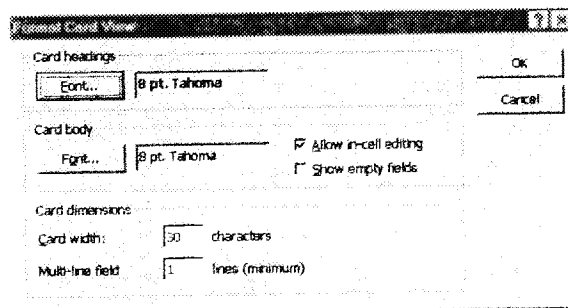 Format Card View ? ×
Card headings
Font... 8 pt. Tahoma
OK
Cancel
Card body
Font... 8 pt. Tahoma
Allow in-cell editing
Show empty fields
Card dimensions
Card width: 30 characters
Multi-line field 1 lines (minimum)